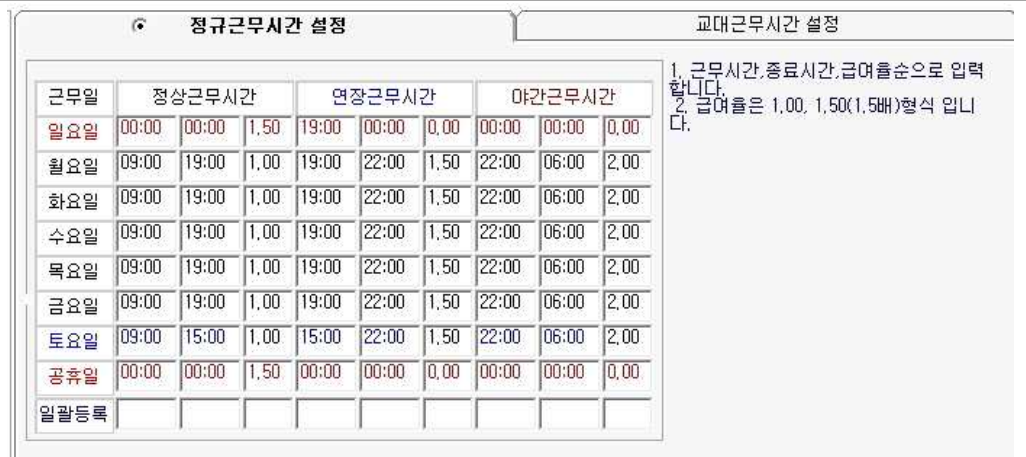 정규근무시간 설정 교대근무시간 설정
1. 근무시간,종료시간,급여율순으로 입력
합니다.
2. 급여율은 1.00, 1.50(1.5배)형식 입니
다.
근무일 정상근무시간 연장근무시간 야간근무시간
일요일 00:00 00:00 1.50 19:00 00:00 0.00 00:00 00:00 0.00
월요일 09:00 19:00 1.00 19:00 22:00 1.50 22:00 06:00 2.00
화요일 09:00 19:00 1.00 19:00 22:00 1.50 22:00 06:00 2.00
수요일 09:00 19:00 1.00 19:00 22:00 1.50 22:00 06:00 2.00
목요일 09:00 19:00 1.00 19:00 22:00 1.50 22:00 06:00 2.00
금요일 09:00 19:00 1.00 19:00 22:00 1.50 22:00 06:00 2.00
토요일 09:00 15:00 1.00 15:00 22:00 1.50 22:00 06:00 2.00
공휴일 00:00 00:00 1.50 00:00 00:00 0.00 00:00 00:00 0.00
일괄등록